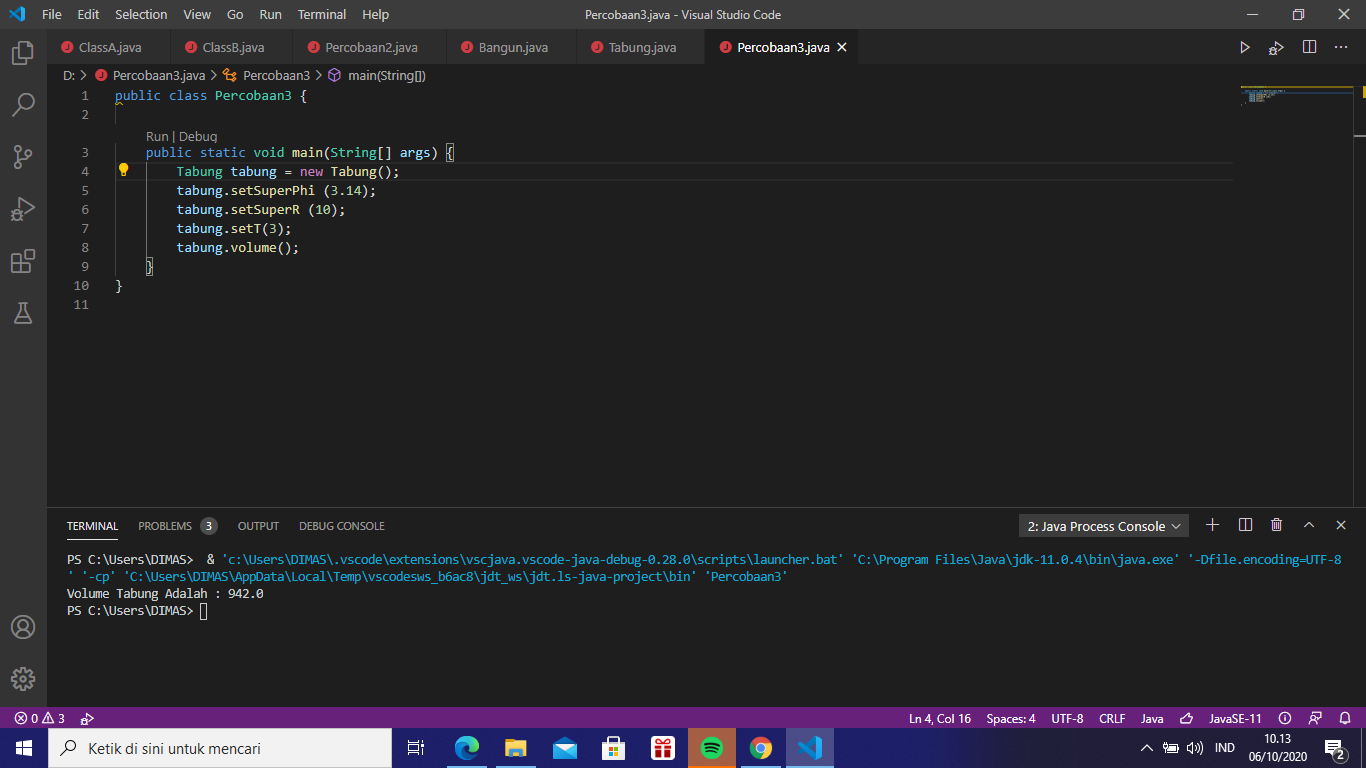 File Edit Selection View Go Run Terminal Help Percobaan3.java - Visual Studio Code
ClassA.java ClassB.java Percobaan2.java Bangun.java Tabung.java Percobaan3.java
D: > Percobaan3.java > Percobaan3 > main(String[])
1 public class Percobaan3 {
2
Run | Debug
3 public static void main(String[] args) {
4 Tabung tabung = new Tabung();
5 tabung.setSuperPhi (3.14);
6 tabung.setSuperR (10);
7 tabung.setT(3);
8 tabung.volume();
9 }
10 }
11
TERMINAL PROBLEMS 3 OUTPUT DEBUG CONSOLE 2: Java Process Console
PS C:\Users\DIMAS> & 'c:\Users\DIMAS\.vscode\extensions\vscjava.vscode-java-debug-0.28.0\scripts\launcher.bat' 'C:\Program Files\Java\jdk-11.0.4\bin\java.exe' '-Dfile.encoding=UTF-8
' '-cp' 'C:\Users\DIMAS\AppData\Local\Temp\vscodesws_b6ac8\jdt_ws\jdt.ls-java-project\bin' 'Percobaan3'
Volume Tabung Adalah : 942.0
PS C:\Users\DIMAS>
0 3 Ln 4, Col 16 Spaces: 4 UTF-8 CRLF Java JavaSE-11
Ketik di sini untuk mencari IND 10.13
06/10/2020 2